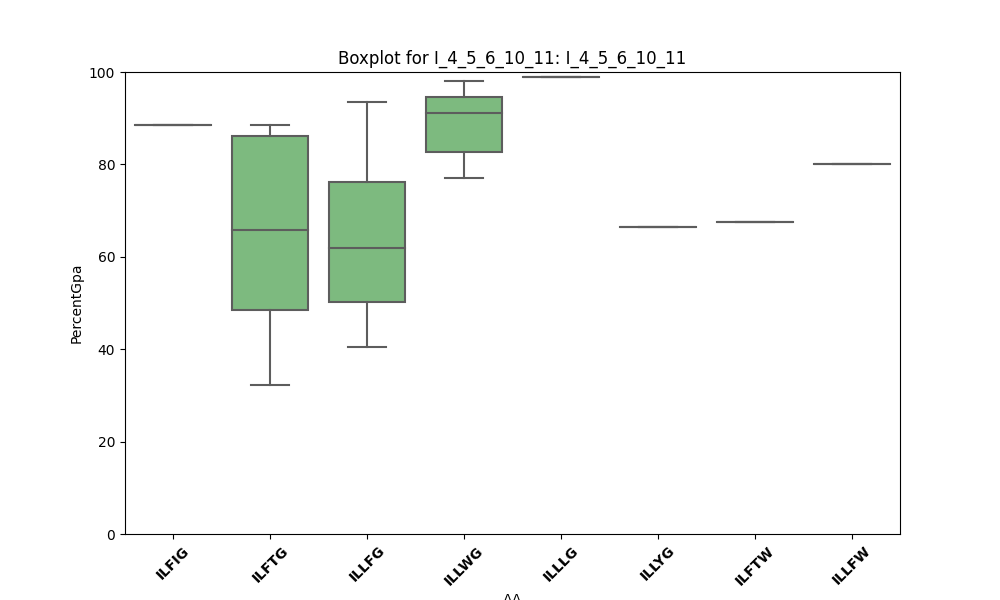 Boxplot for I_4_5_6_10_11: I_4_5_6_10_11
PercentGpa
100
80
60
40
20
0
ILFIG
ILFTG
ILLFG
ILLWG
ILLLG
ILLYG
ILFTW
ILLFW
AA